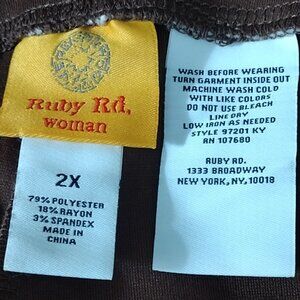 Ruby Rd.
woman
2X
79% POLYESTER
18% RAYON
3% SPANDEX
MADE IN
CHINA
WASH BEFORE WEARING
TURN GARMENT INSIDE OUT
MACHINE WASH COLD
WITH LIKE COLORS
DO NOT USE BLEACH
LINE DRY
LOW IRON AS NEEDED
STYLE 97201 KY
RN 107680
RUBY RD.
1333 BROADWAY
NEW YORK, NY, 10018